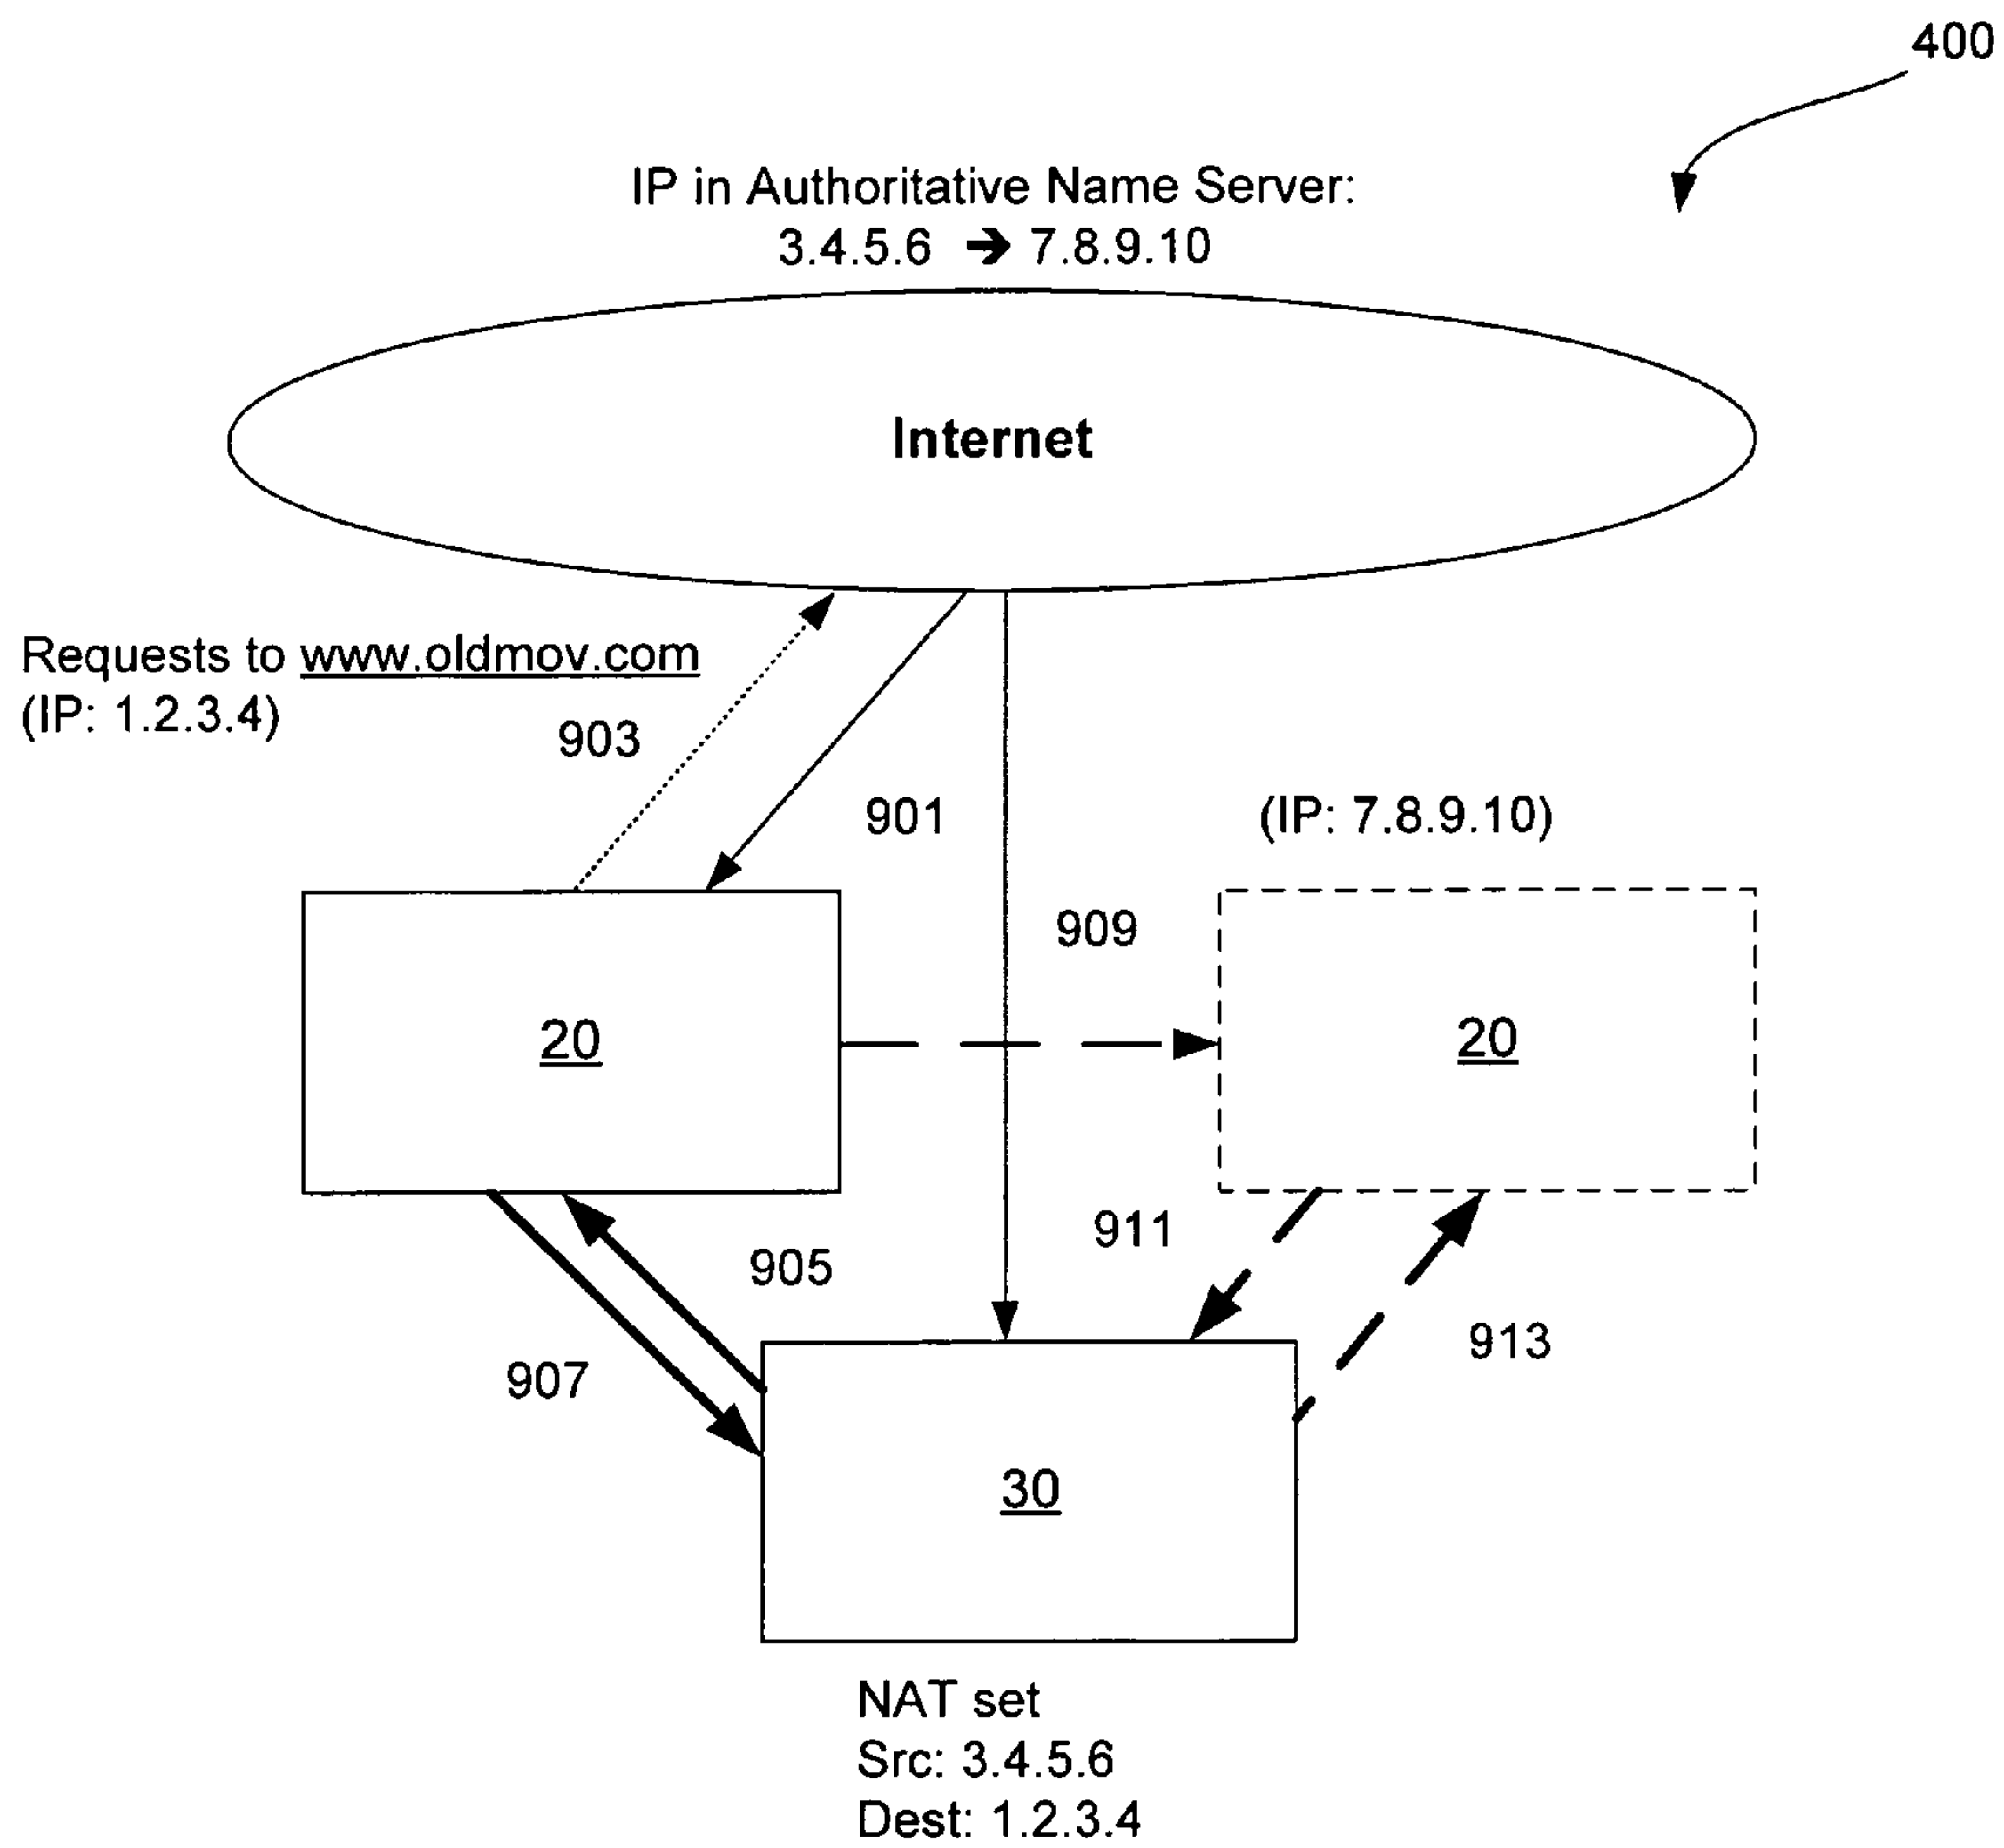 400
IP in Authoritative Name Server:
3.4.5.6 ➔ 7.8.9.10
Internet
Requests to www.oldmov.com
(IP: 1.2.3.4)
903
901
(IP: 7.8.9.10)
909
20
20
911
905
913
907
30
NAT set
Src: 3.4.5.6
Dest: 1.2.3.4